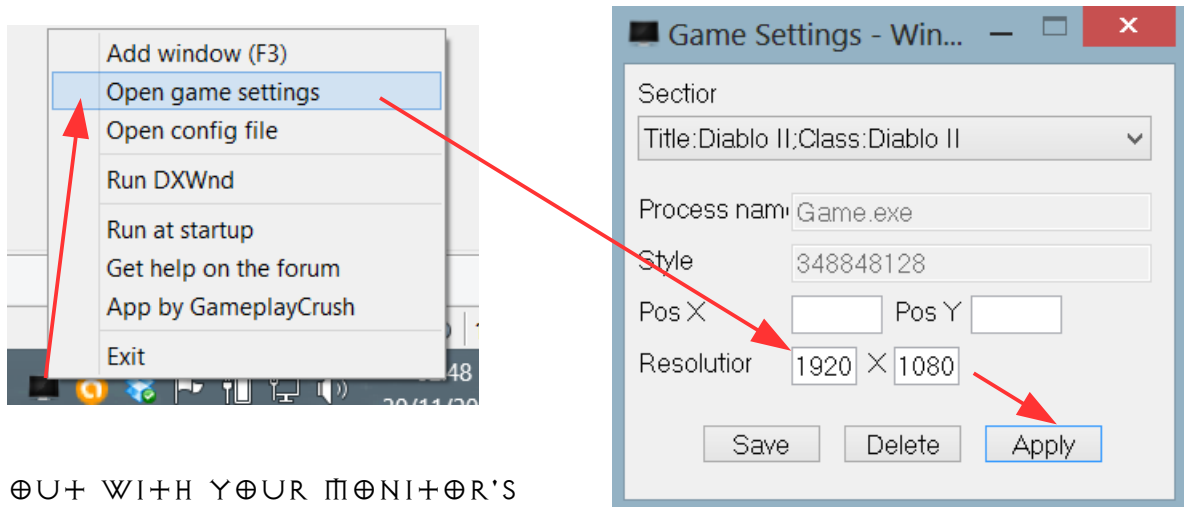 Add window (F3)
Open game settings
Open config file
Run DXWnd
Run at startup
Get help on the forum
App by GameplayCrush
Exit
48
Game Settings - Win...
Sectior
Title:Diablo II;Class:Diablo II
Process nam Game.exe
Style 348848128
Pos X Pos Y
Resolutior 1920 X 1080
Save Delete Apply
OUT WITH YOUR MONITOR'S